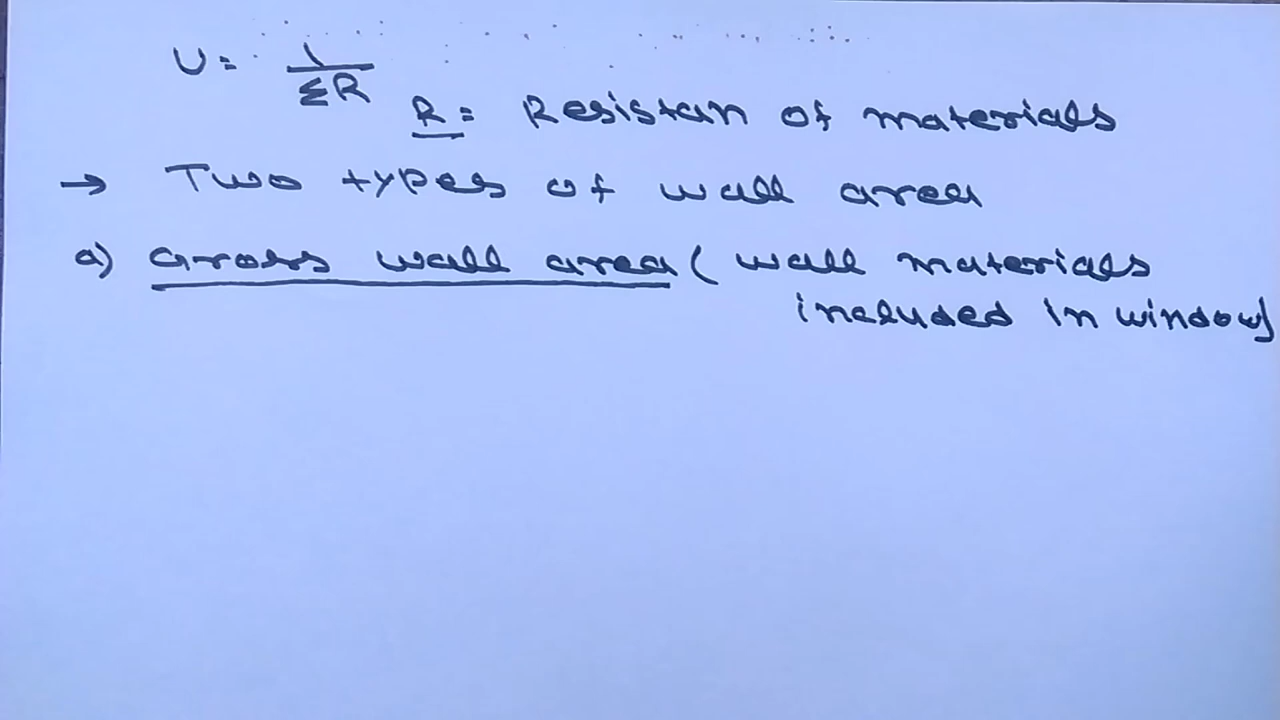 U = 1/ΣR
R = Resistan of materials
→ Two types of wall area
a) Gross wall area ( wall materials
included in window)